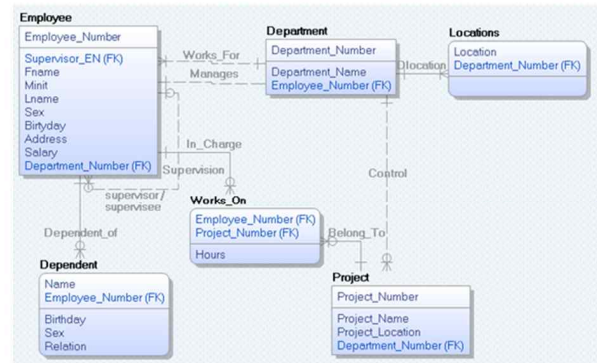 Employee
Employee_Number
Supervisor_EN (FK)
Fname
Minit
Lname
Sex
Birtyday
Address
Salary
Department_Number (FK)
Works_For
Manages
Department
Department_Number
Department_Name
Employee_Number (FK)
Dlocation
Locations
Location
Department_Number (FK)
In_Charge
Supervision
supervisor/
supervisee
Control
Works_On
Employee_Number (FK)
Project_Number (FK)
Hours
Belong_To
Dependent_of
Dependent
Name
Employee_Number (FK)
Birthday
Sex
Relation
Project
Project_Number
Project_Name
Project_Location
Department_Number (FK)